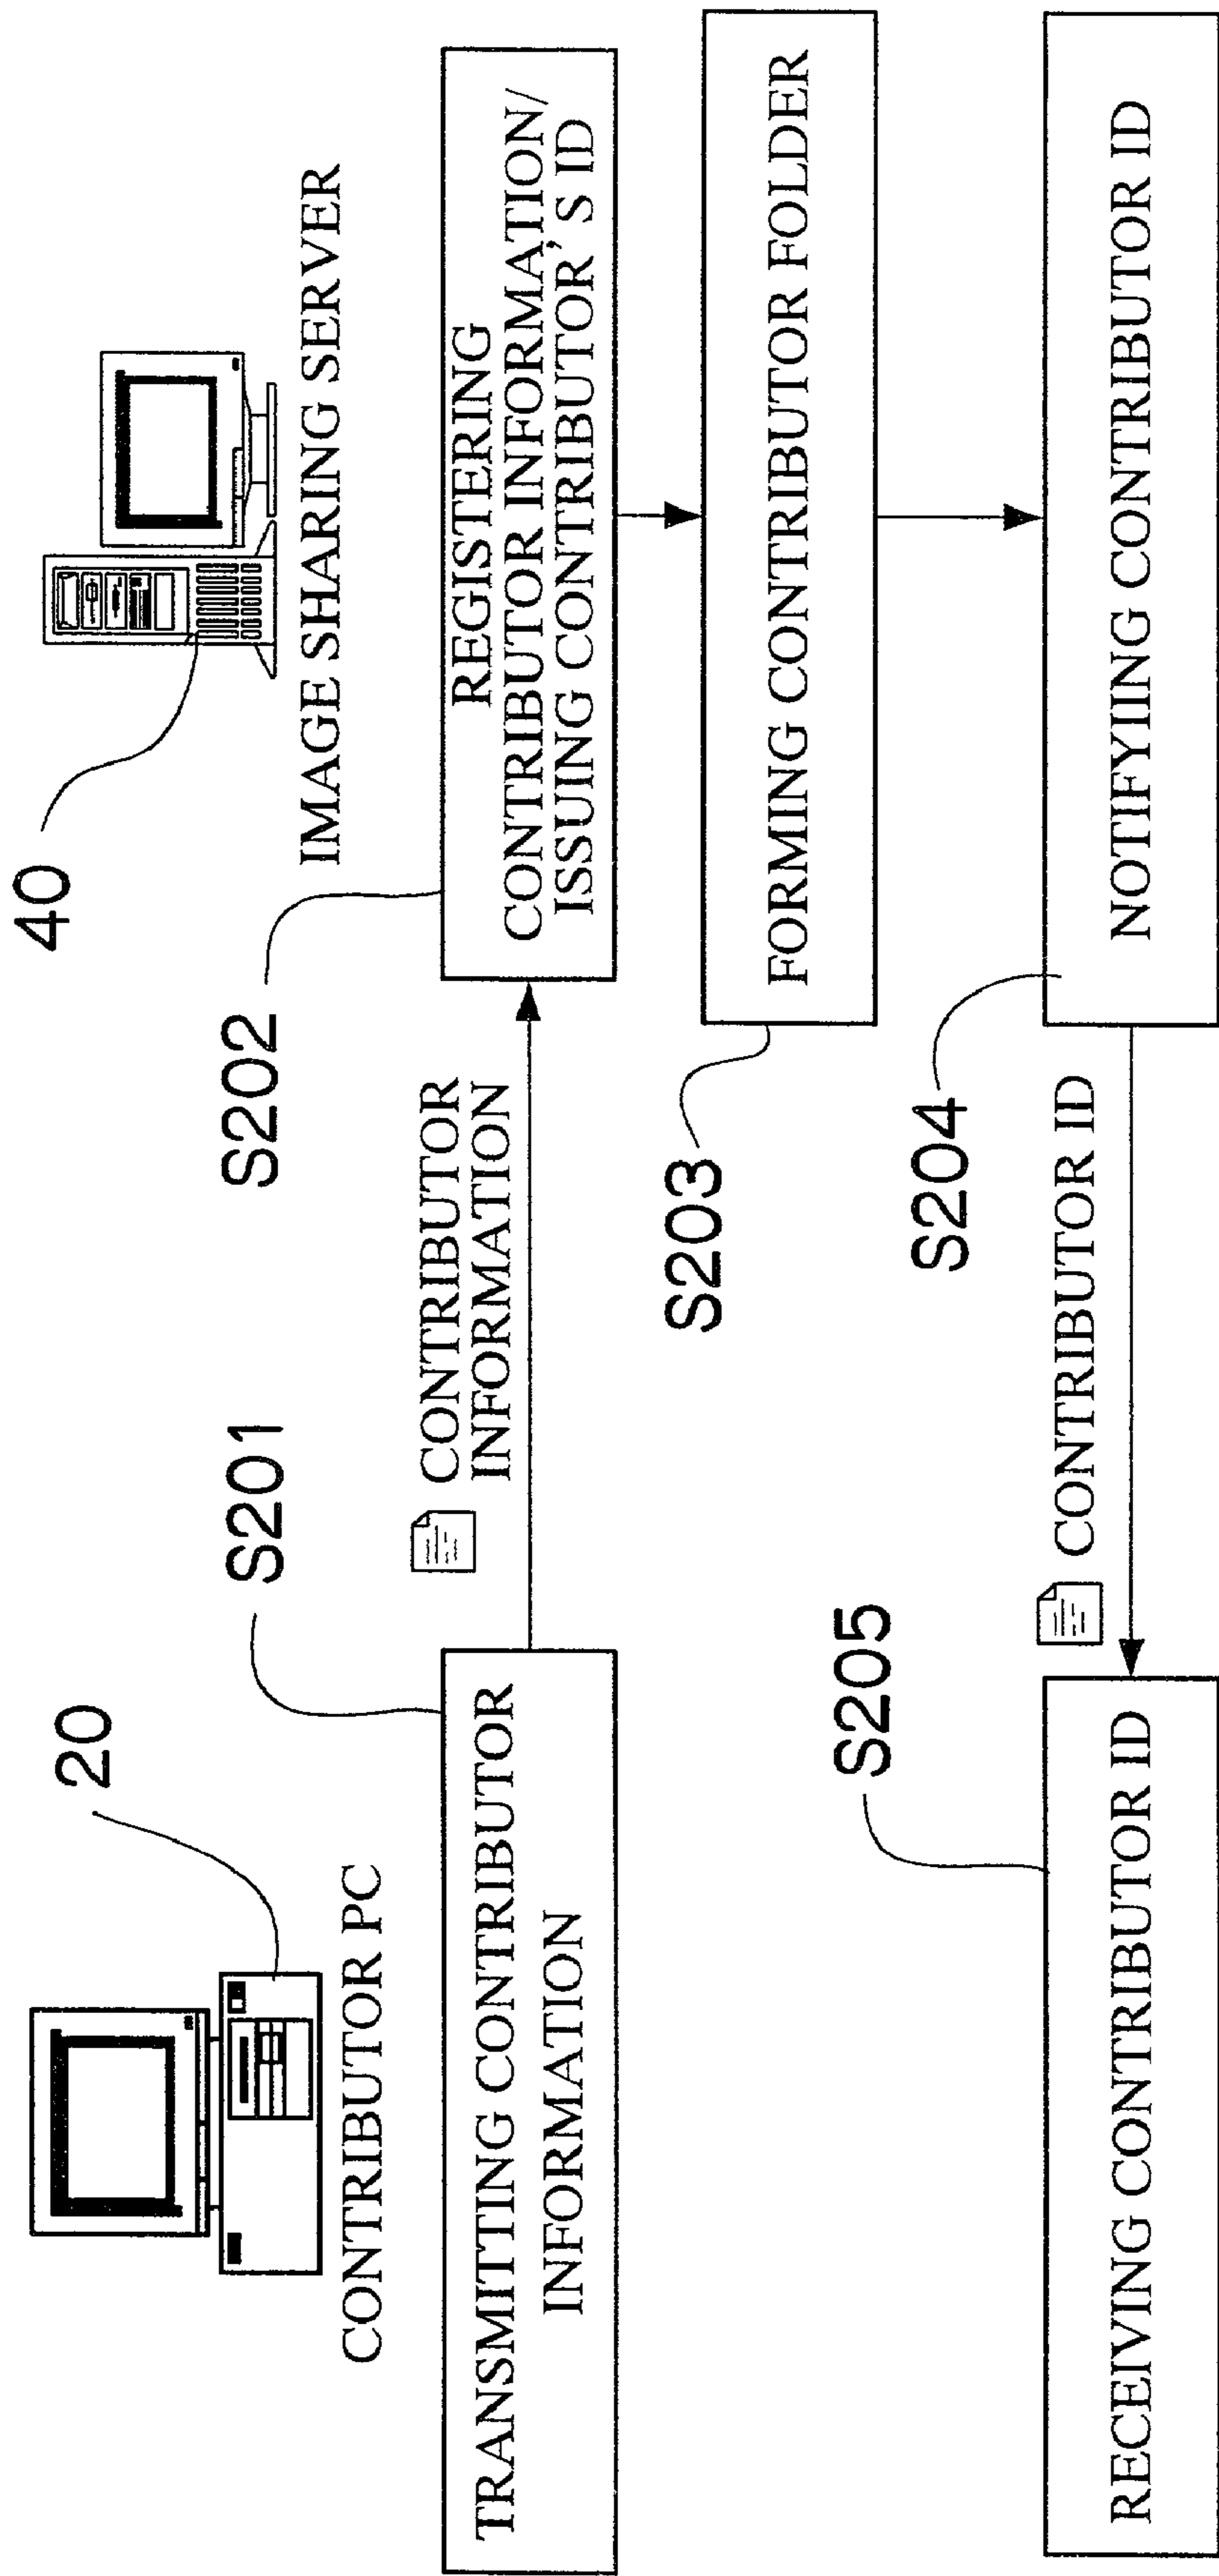 20
CONTRIBUTOR PC
40
IMAGE SHARING SERVER
S201
TRANSMITTING CONTRIBUTOR
INFORMATION
CONTRIBUTOR
INFORMATION
S202
REGISTERING
CONTRIBUTOR INFORMATION/
ISSUING CONTRIBUTOR'S ID
S203
FORMING CONTRIBUTOR FOLDER
S204
NOTIFYING CONTRIBUTOR ID
CONTRIBUTOR ID
S205
RECEIVING CONTRIBUTOR ID